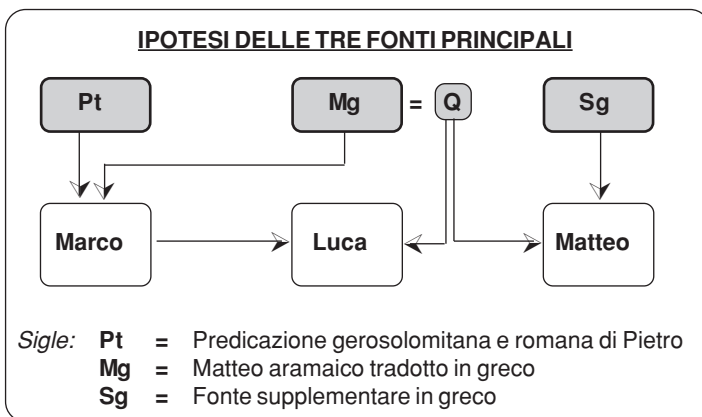 IPOTESI DELLE TRE FONTI PRINCIPALI
Pt Mg = Q Sg
Marco Luca Matteo
Sigle: Pt = Predicazione gerosolomitana e romana di Pietro
Mg = Matteo aramaico tradotto in greco
Sg = Fonte supplementare in greco